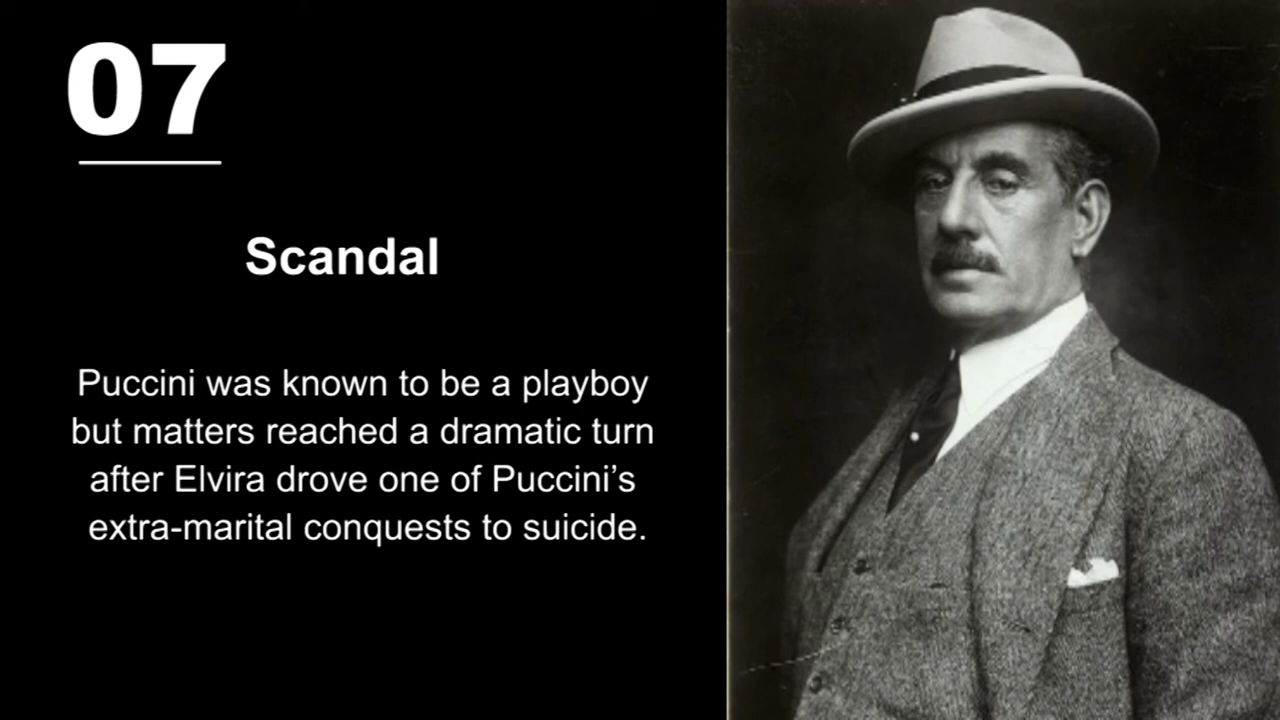 07
Scandal
Puccini was known to be a playboy
but matters reached a dramatic turn
after Elvira drove one of Puccini’s
extra-marital conquests to suicide.